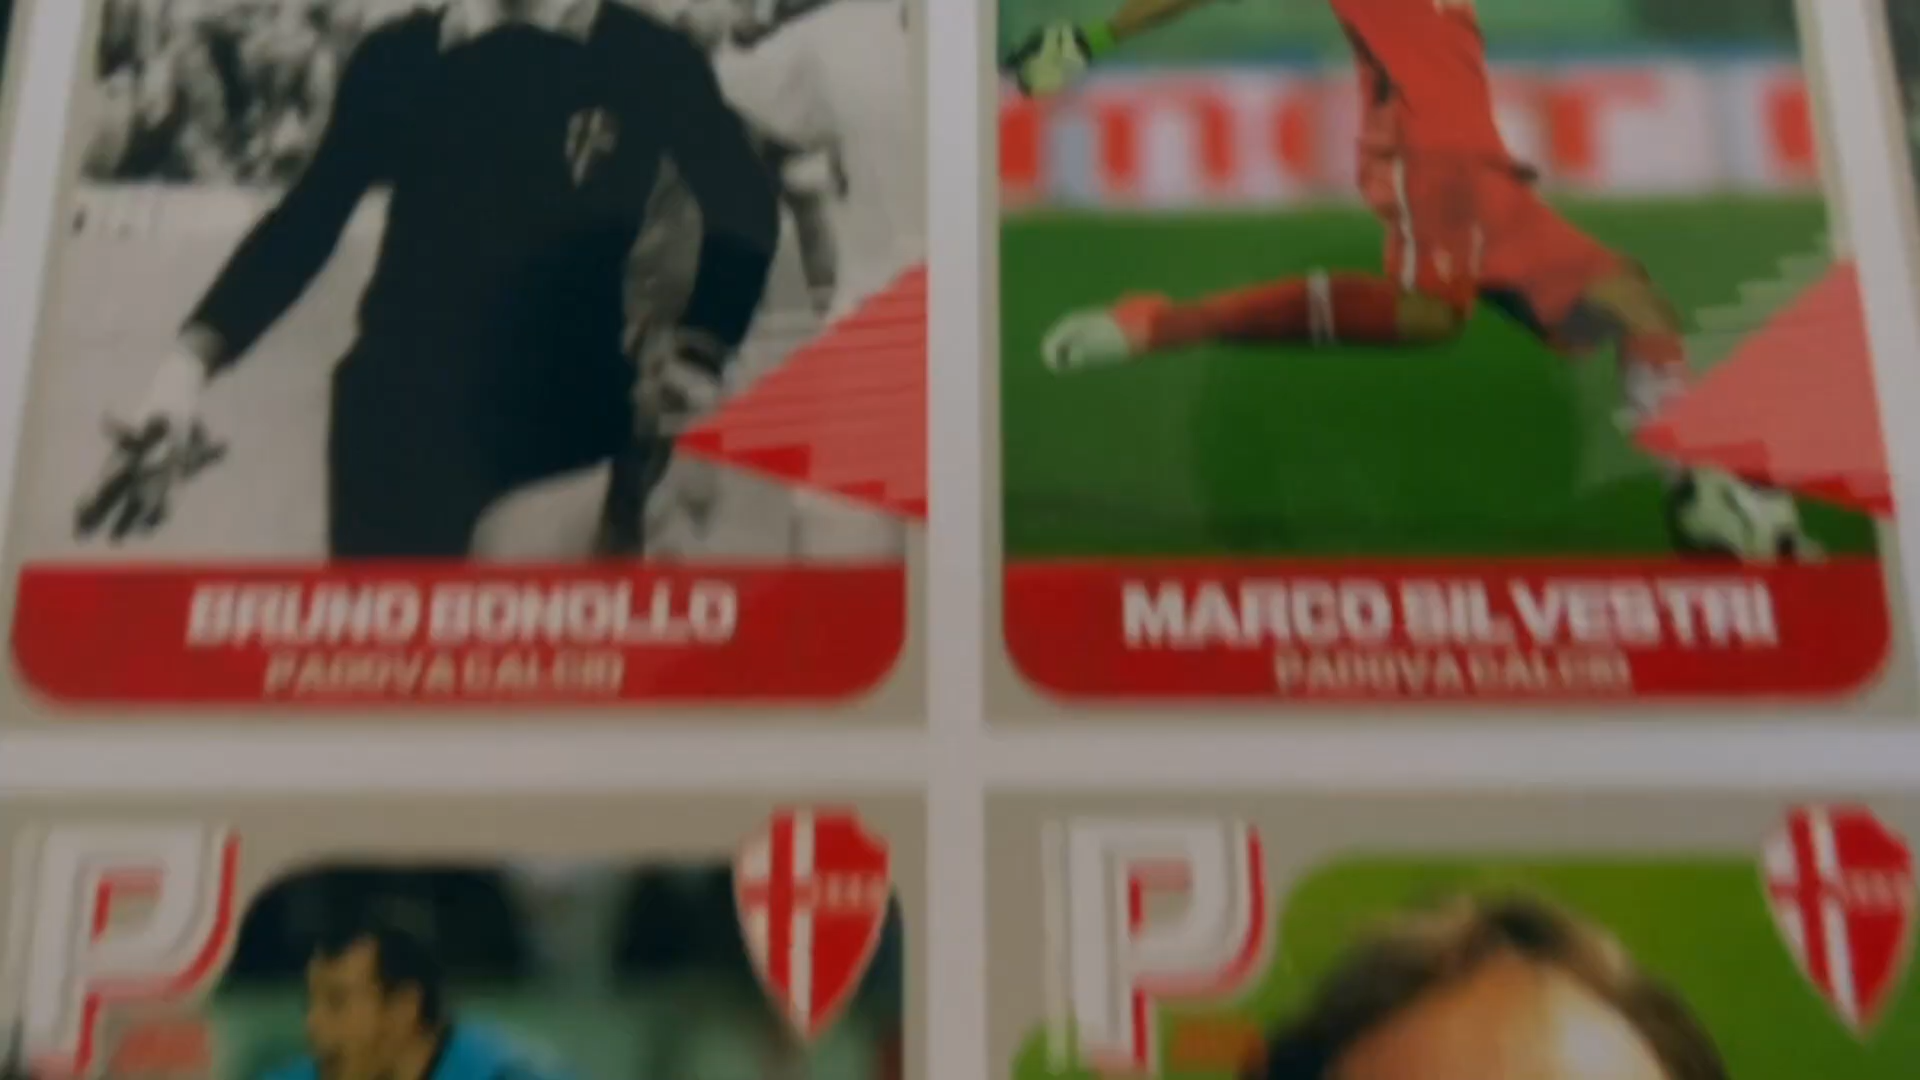 BRUNO BONOLLO
PADOVA CALCIO
MARCO SILVESTRI
PADOVA CALCIO
P
P